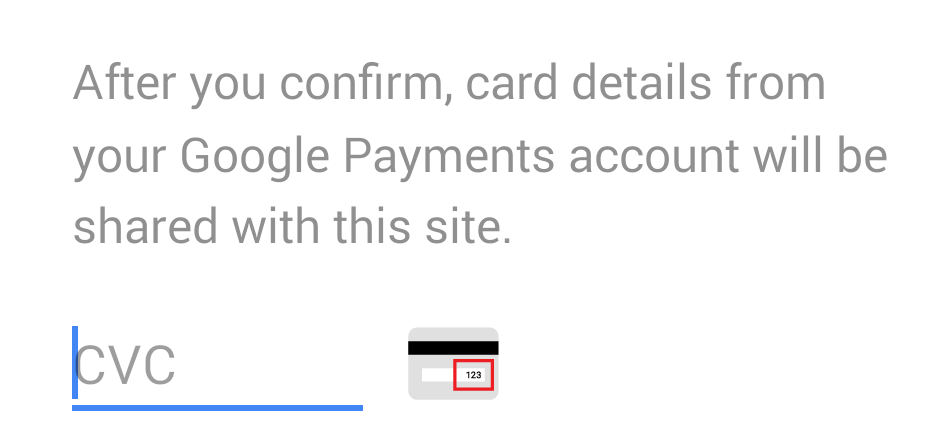 After you confirm, card details from
your Google Payments account will be
shared with this site.
CVC
123